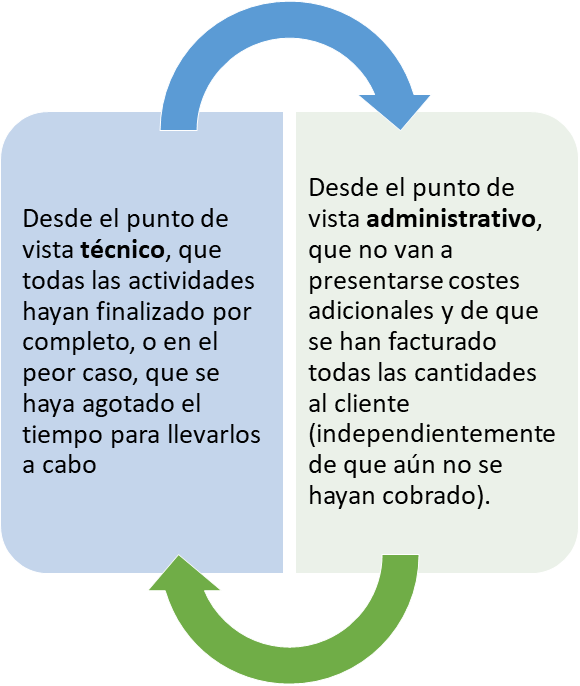 Desde el punto de
vista técnico, que
todas las actividades
hayan finalizado por
completo, o en el
peor caso, que se
haya agotado el
tiempo para llevarlos
a cabo
Desde el punto de
vista administrativo,
que no van a
presentarse costes
adicionales y de que
se han facturado
todas las cantidades
al cliente
(independientemente
de que aún no se
hayan cobrado).